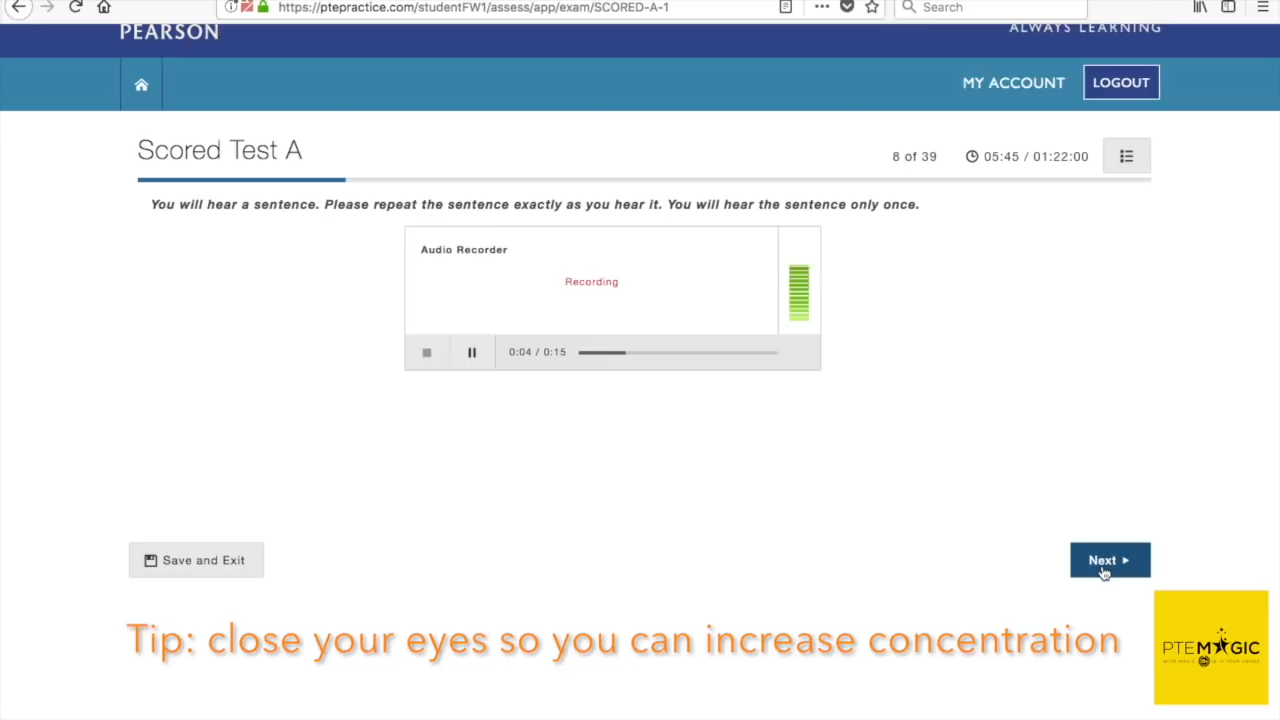 https://ptepractice.com/studentFW1/assess/app/exam/SCORED-A-1
Search
PEARSON
ALWAYS LEARNING
MY ACCOUNT
LOGOUT
Scored Test A
8 of 39
05:45 / 01:22:00
You will hear a sentence. Please repeat the sentence exactly as you hear it. You will hear the sentence only once.
Audio Recorder
Recording
0:04 / 0:15
Save and Exit
Next
Tip: close your eyes so you can increase concentration
PTEMAGIC